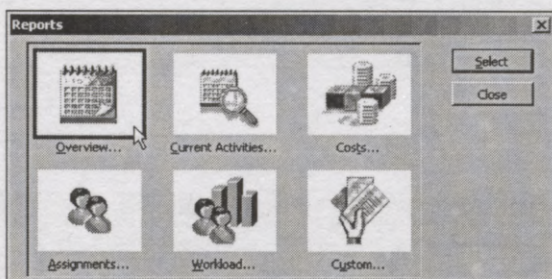 Reports
Select
Close
Overview...
Current Activities...
Costs...
Assignments...
Workload...
Custom...